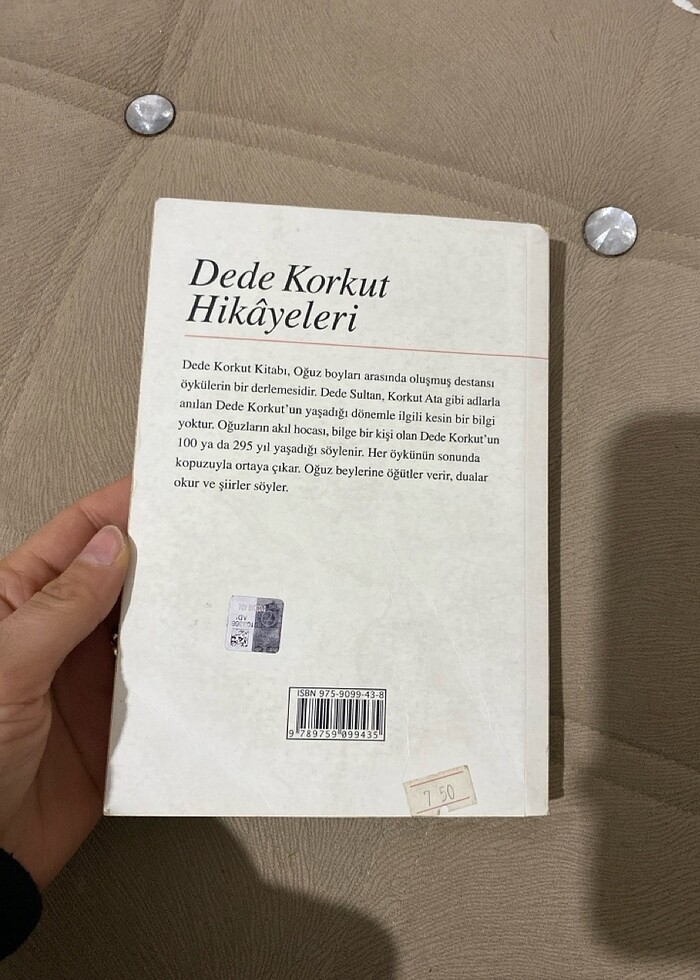 Dede Korkut
Hikâyeleri
Dede Korkut Kitabı, Oğuz boyları arasında oluşmuş destansı
öykülerin bir derlemesidir. Dede Sultan, Korkut Ata gibi adlarla
anılan Dede Korkut'un yaşadığı dönemle ilgili kesin bir bilgi
yoktur. Oğuzların akıl hocası, bilge bir kişi olan Dede Korkut'un
100 ya da 295 yıl yaşadığı söylenir. Her öykünün sonunda
kopuzuyla ortaya çıkar. Oğuz beylerine öğütler verir, dualar
okur ve şiirler söyler.
ISBN 975-9099-43-8
9 789759 099435
7 50